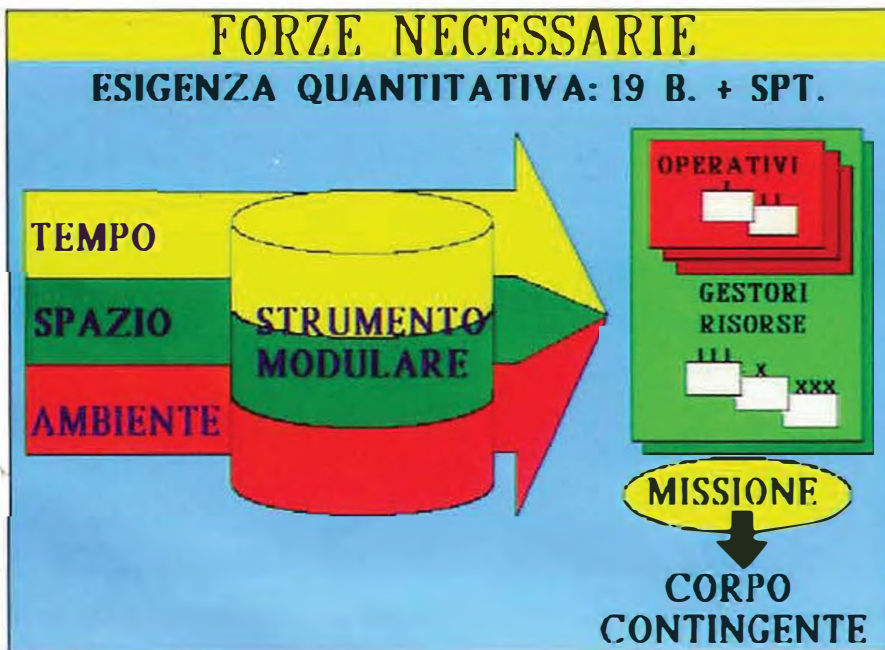 FORZE NECESSARIE
ESIGENZA QUANTITATIVA: 19 B. + SPT.
TEMPO
SPAZIO
AMBIENTE
STRUMENTO
MODULARE
OPERATIVI
I
II
GESTORI
RISORSE
III
X
XXX
MISSIONE
CORPO
CONTINGENTE